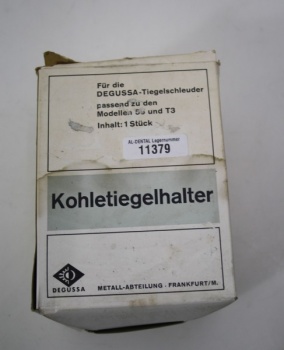 Für die
DEGUSSA-Tiegelschleuder
passend zu den
Modellen und T3
Inhalt: 1 Stück
AL-DENTAL Lagernummer
11379
Kohletiegelhalter
DEGUSSA
METALL-ABTEILUNG · FRANKFURT/M.